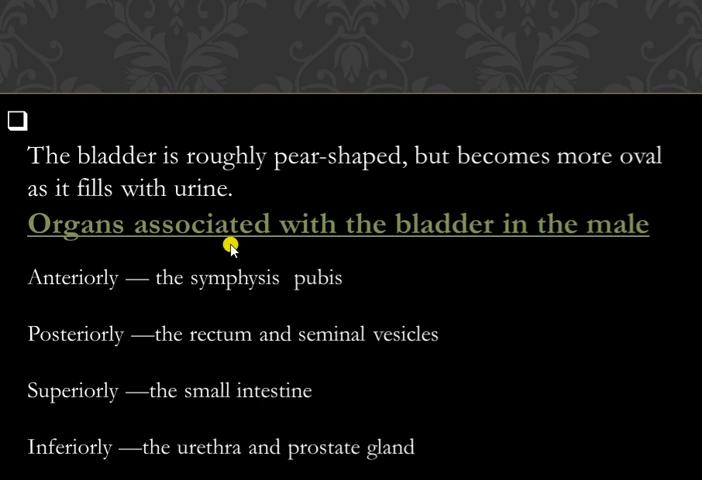 The bladder is roughly pear-shaped, but becomes more oval
as it fills with urine.
Organs associated with the bladder in the male
Anteriorly — the symphysis pubis
Posteriorly —the rectum and seminal vesicles
Superiorly —the small intestine
Inferiorly —the urethra and prostate gland